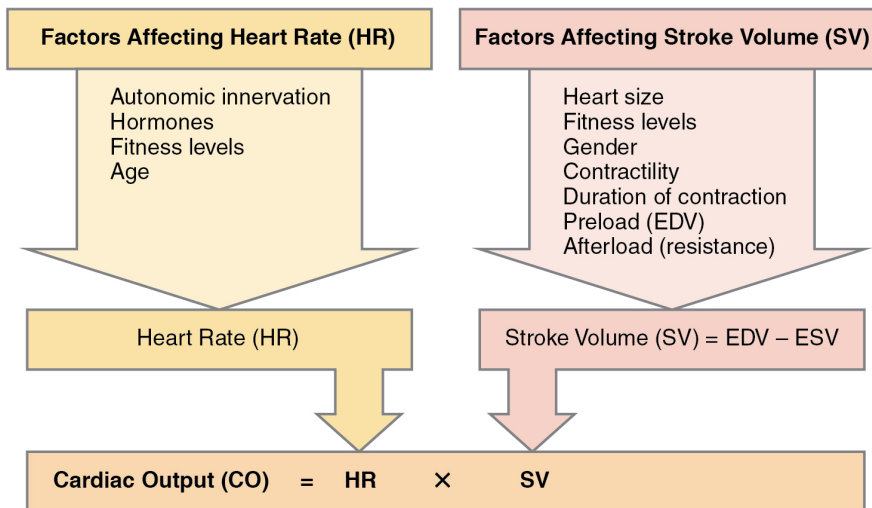 Factors Affecting Heart Rate (HR)
Autonomic innervation
Hormones
Fitness levels
Age
Heart Rate (HR)
Factors Affecting Stroke Volume (SV)
Heart size
Fitness levels
Gender
Contractility
Duration of contraction
Preload (EDV)
Afterload (resistance)
Stroke Volume (SV) = EDV – ESV
Cardiac Output (CO) = HR × SV